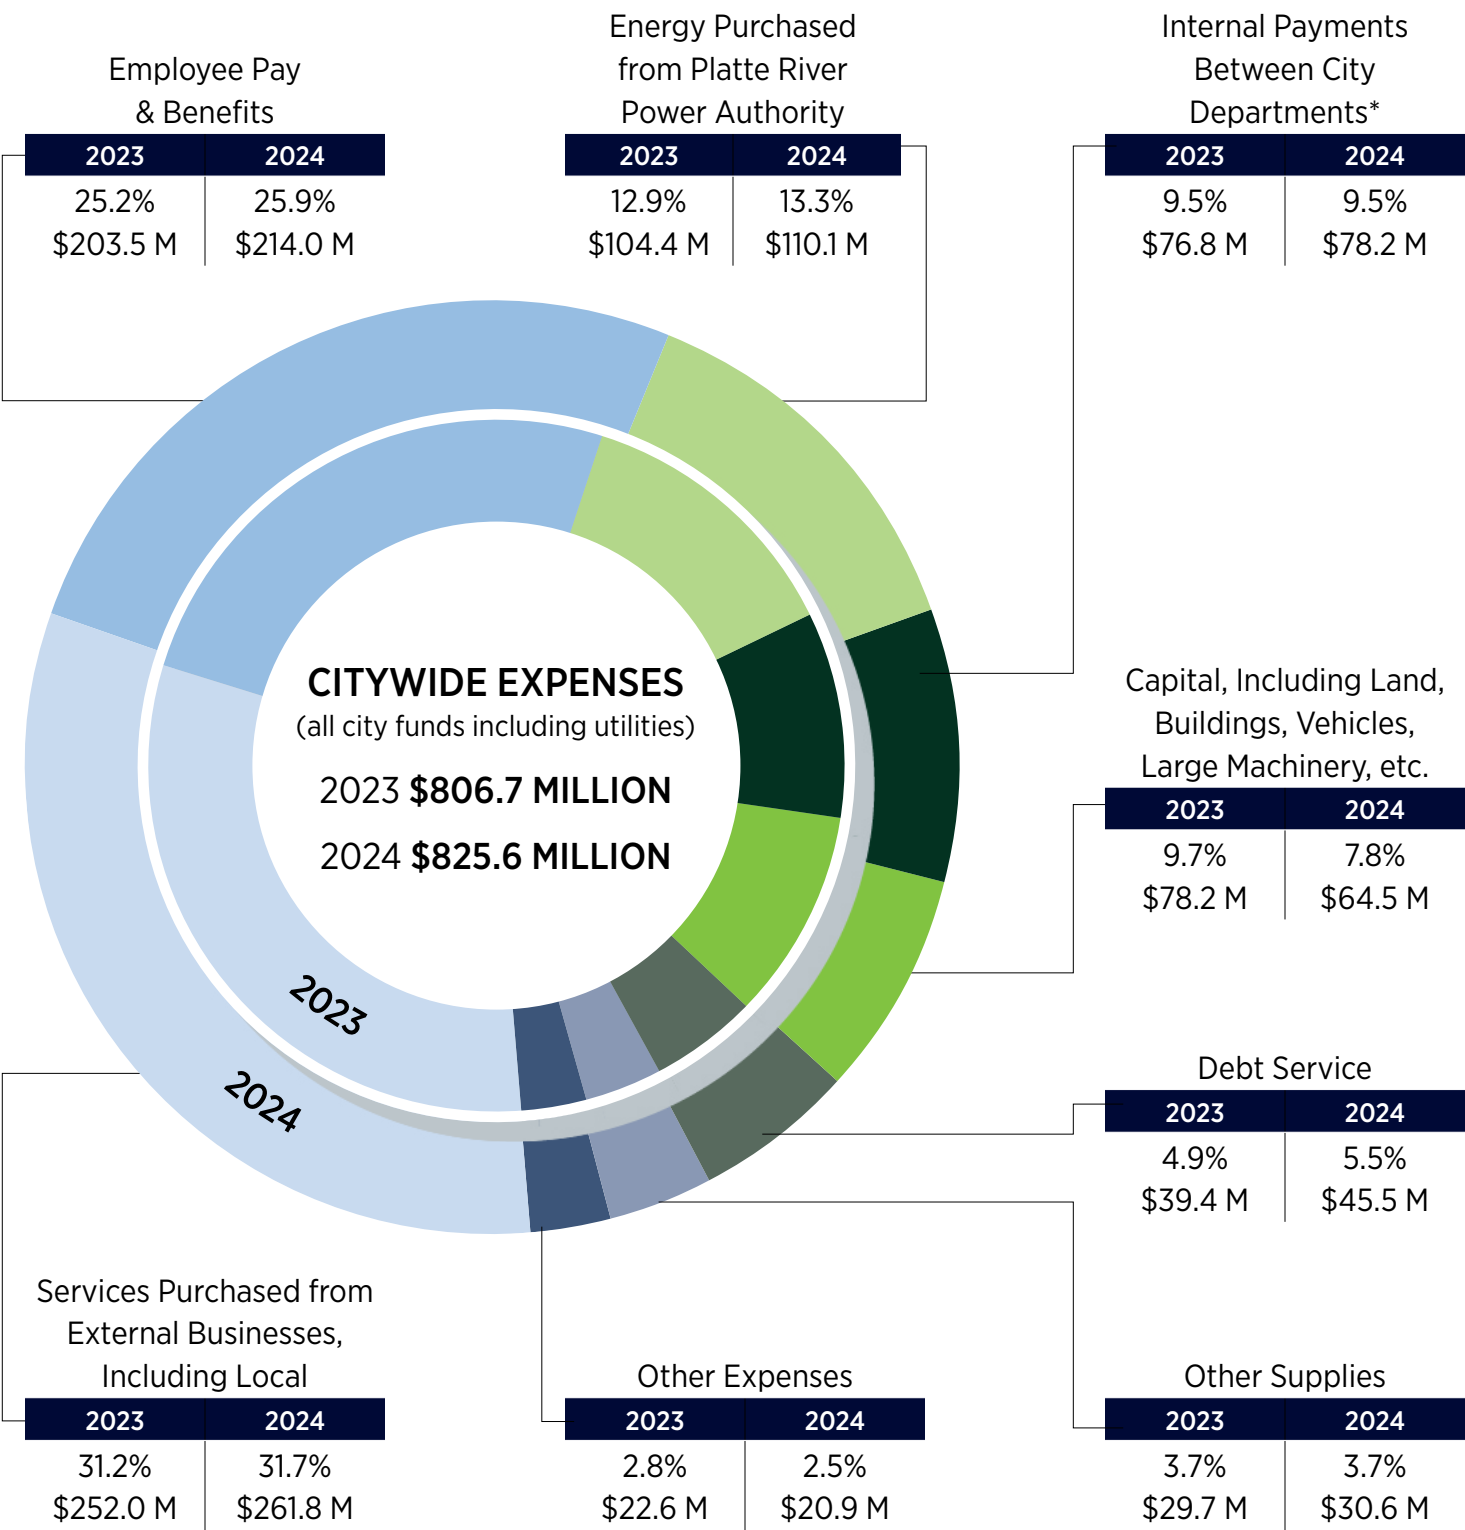 Employee Pay
& Benefits
2023 2024
25.2% 25.9%
$203.5 M $214.0 M
Energy Purchased
from Platte River
Power Authority
2023 2024
12.9% 13.3%
$104.4 M $110.1 M
Internal Payments
Between City
Departments*
2023 2024
9.5% 9.5%
$76.8 M $78.2 M
CITYWIDE EXPENSES
(all city funds including utilities)
2023 $806.7 MILLION
2024 $825.6 MILLION
2023
2024
Capital, Including Land,
Buildings, Vehicles,
Large Machinery, etc.
2023 2024
9.7% 7.8%
$78.2 M $64.5 M
Debt Service
2023 2024
4.9% 5.5%
$39.4 M $45.5 M
Services Purchased from
External Businesses,
Including Local
2023 2024
31.2% 31.7%
$252.0 M $261.8 M
Other Expenses
2023 2024
2.8% 2.5%
$22.6 M $20.9 M
Other Supplies
2023 2024
3.7% 3.7%
$29.7 M $30.6 M